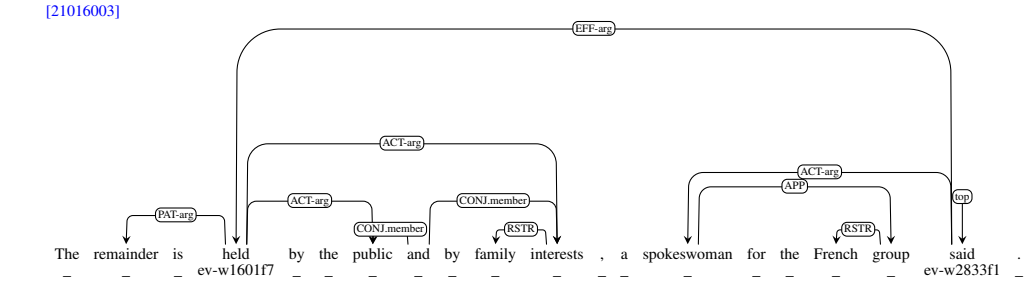 [21016003]
EFF-arg
ACT-arg
ACT-arg
APP
top
ACT-arg
CONJ.member
PAT-arg
CONJ.member
RSTR
RSTR
The remainder is held by the public and by family interests , a spokeswoman for the French group said .
_ _ _ ev-w1601f7 _ _ _ _ _ _ _ _ _ _ _ _ _ _ ev-w2833f1 _